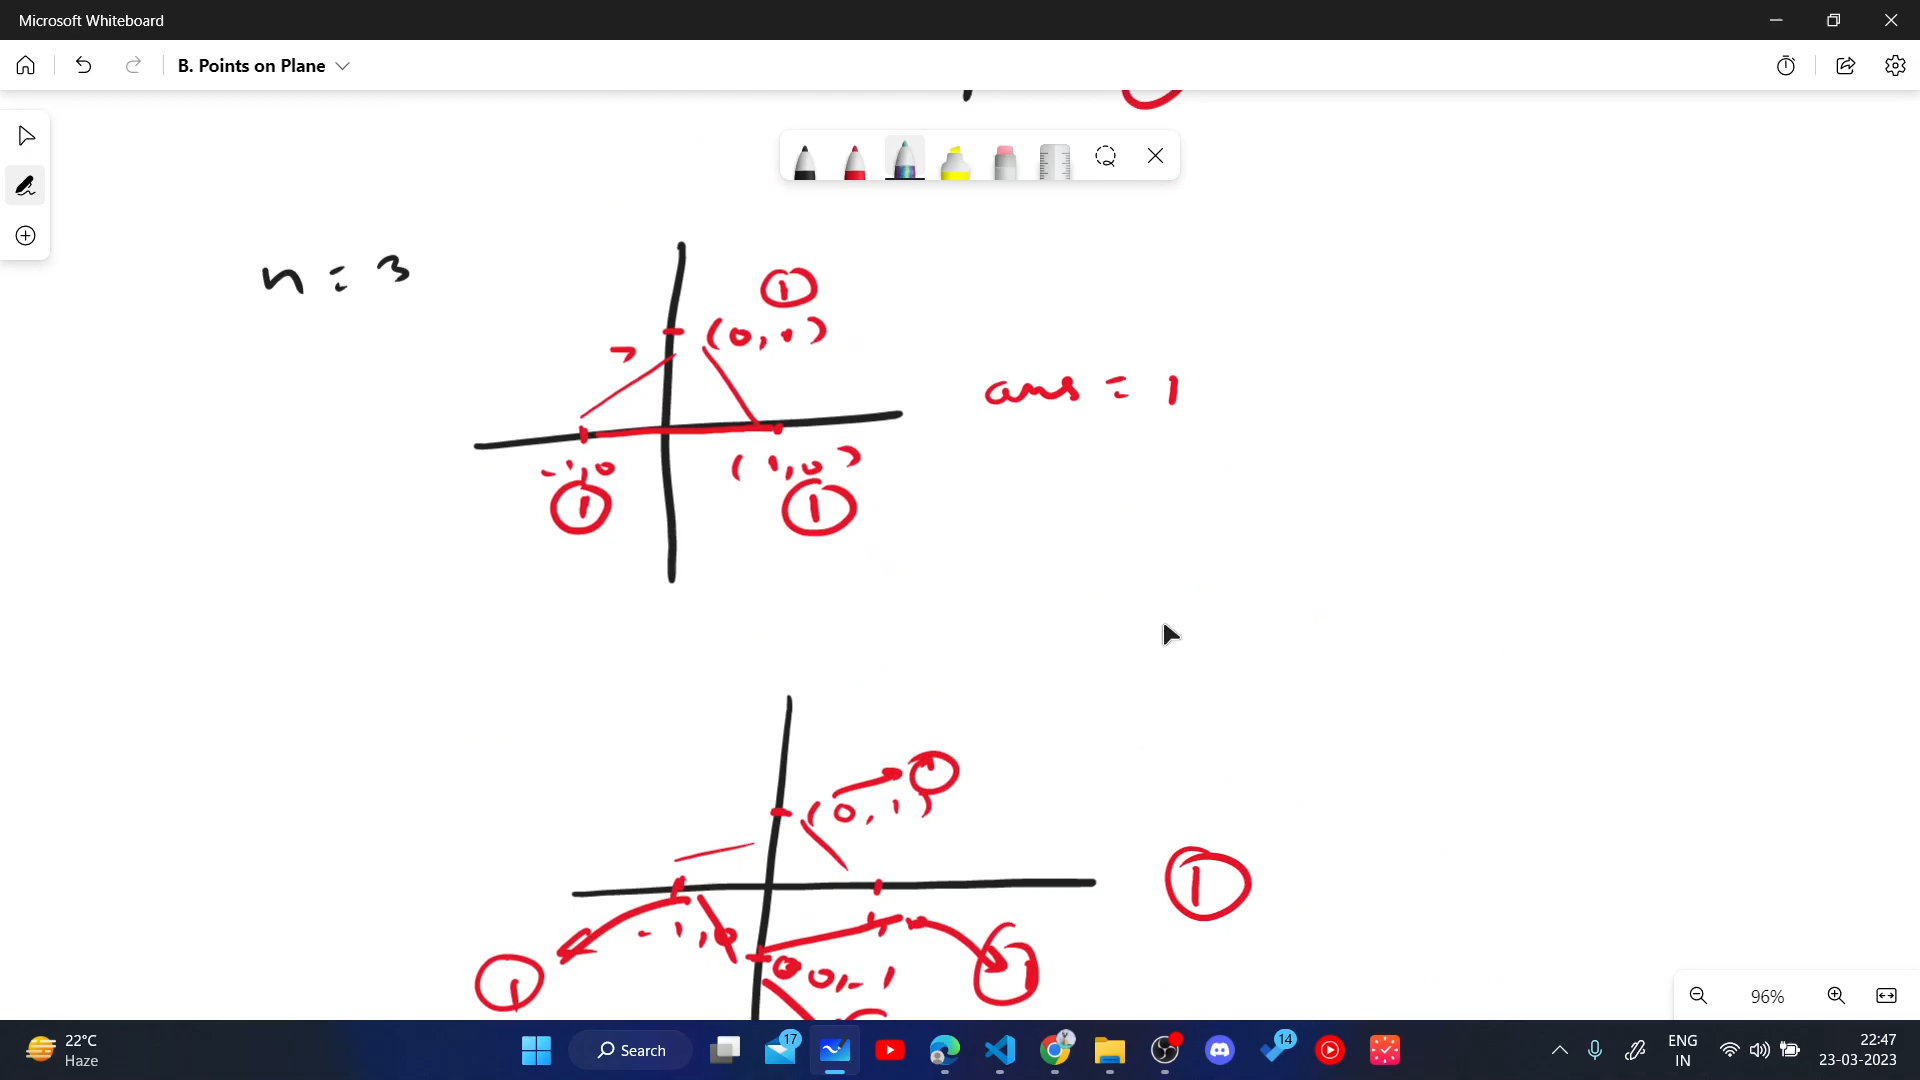 Microsoft Whiteboard
B. Points on Plane
n = 3
1
(0, 1)
ans = 1
-1,0
(1,0)
1
1
1
(0,1)
1
-1,0
0,-1
1
1
96%
22°C
Haze
Search
17
14
ENG
IN
22:47
23-03-2023